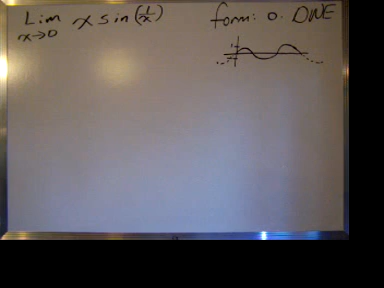 Lim x sin(1/x) form: 0. DNE
x→0